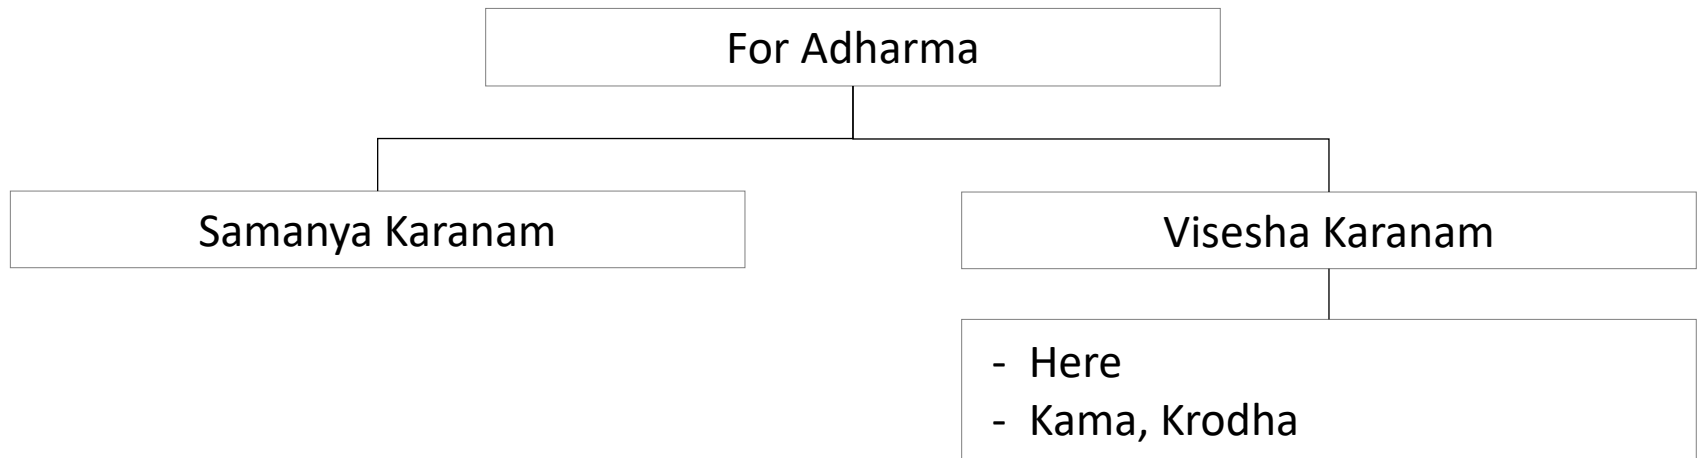 For Adharma
Samanya Karanam
Visesha Karanam
- Here
- Kama, Krodha